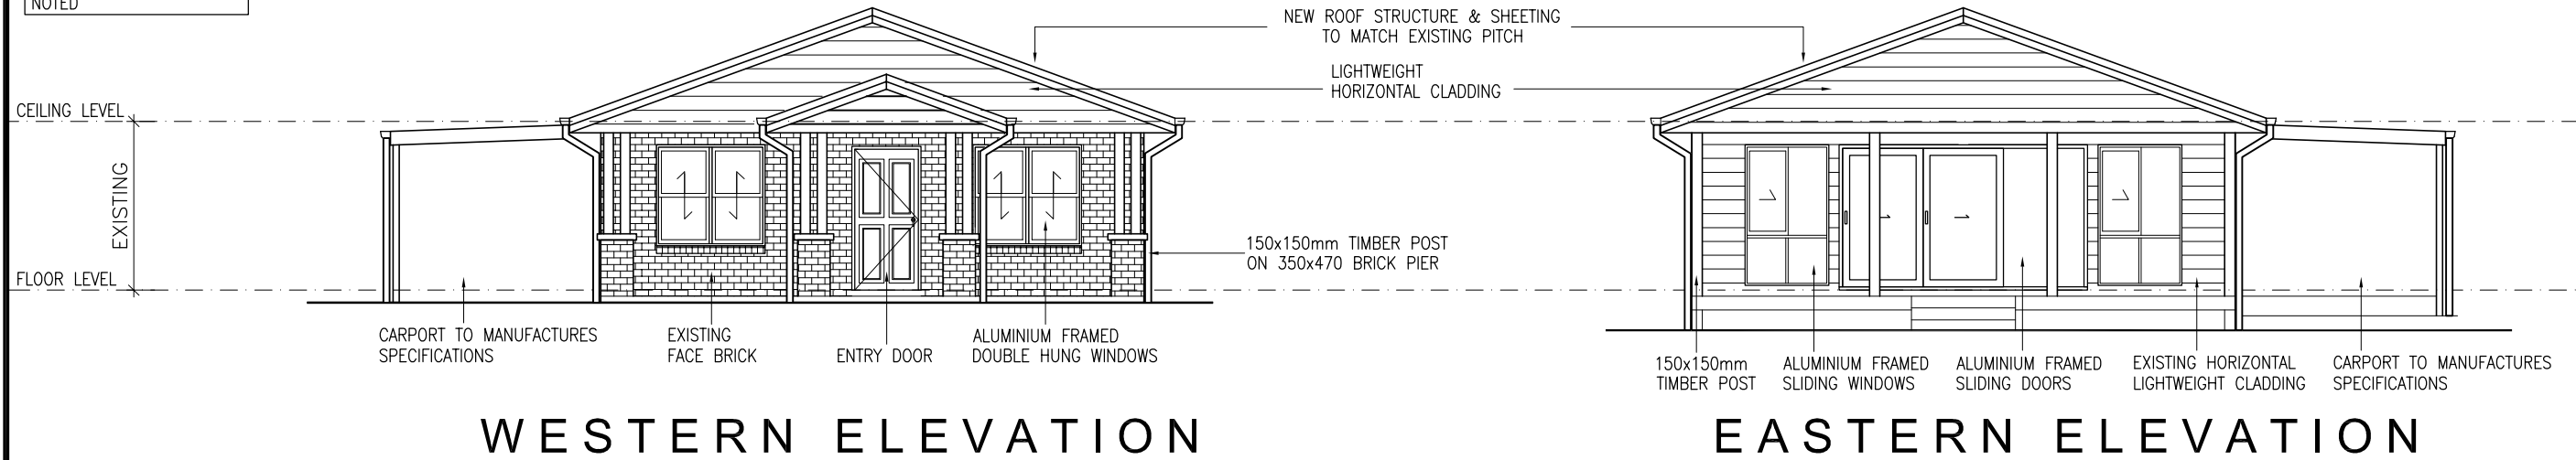 NOTED
NEW ROOF STRUCTURE & SHEETING
TO MATCH EXISTING PITCH
LIGHTWEIGHT
HORIZONTAL CLADDING
CEILING LEVEL
EXISTING
FLOOR LEVEL
150x150mm TIMBER POST
ON 350x470 BRICK PIER
CARPORT TO MANUFACTURES
SPECIFICATIONS
EXISTING
FACE BRICK
ENTRY DOOR
ALUMINIUM FRAMED
DOUBLE HUNG WINDOWS
150x150mm
TIMBER POST
ALUMINIUM FRAMED
SLIDING WINDOWS
ALUMINIUM FRAMED
SLIDING DOORS
EXISTING HORIZONTAL
LIGHTWEIGHT CLADDING
CARPORT TO MANUFACTURES
SPECIFICATIONS
WESTERN ELEVATION
EASTERN ELEVATION